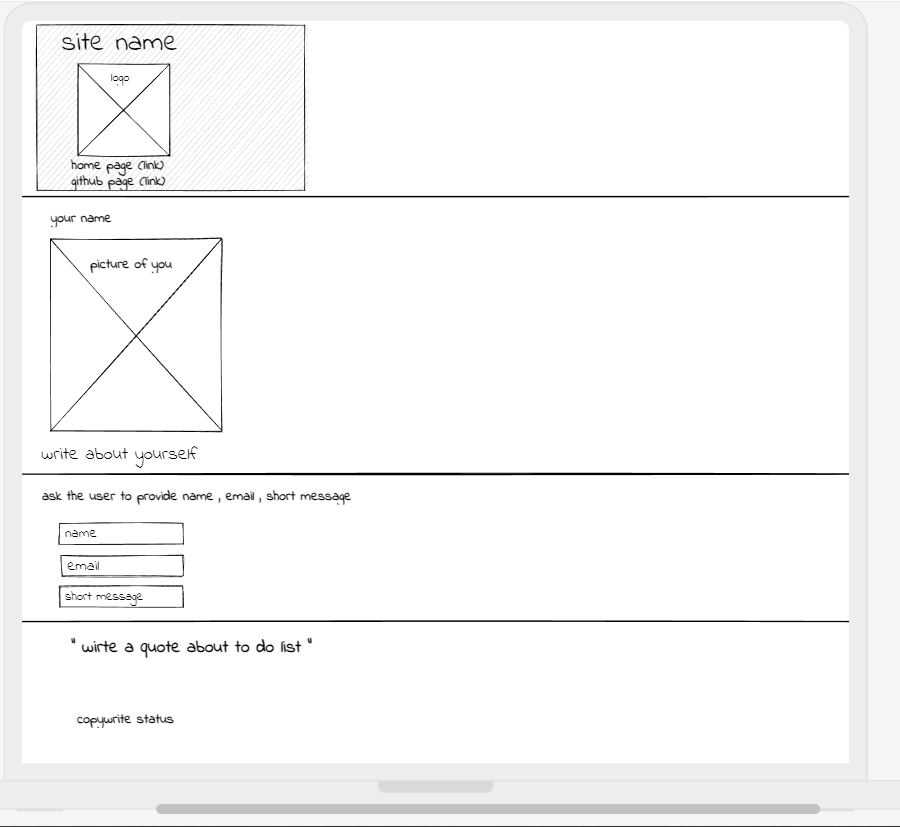 site name
logo
home page (link)
github page (link)
your name
picture of you
write about yourself
ask the user to provide name , email , short message
name
email
short message
" wirte a quote about to do list "
copywrite status